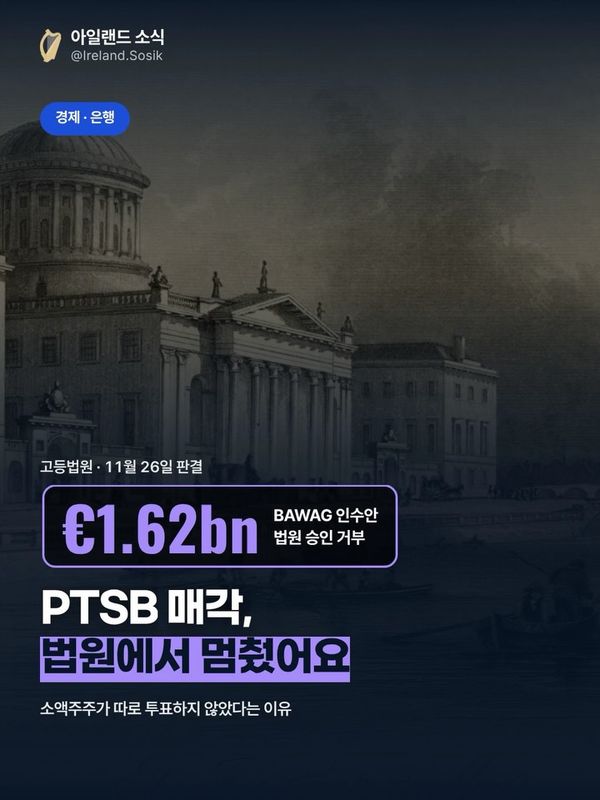 아일랜드 소식
@Ireland.Sosik
경제 · 은행
고등법원 · 11월 26일 판결
€1.62bn
BAWAG 인수안
법원 승인 거부
PTSB 매각,
법원에서 멈췄어요
소액주주가 따로 투표하지 않았다는 이유